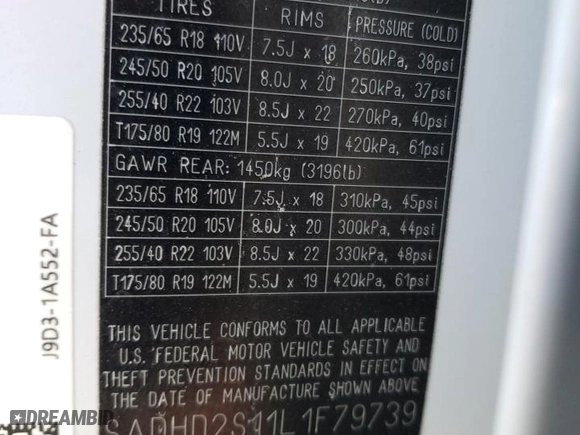 TIRES RIMS PRESSURE (COLD)
235/65 R18 110V 7.5J x 18 260kPa, 38psi
245/50 R20 105V 8.0J x 20 250kPa, 37psi
255/40 R22 103V 8.5J x 22 270kPa, 40psi
T175/80 R19 122M 5.5J x 19 420kPa, 61psi
GAWR REAR: 1450kg (3196lb)
235/65 R18 110V 7.5J x 18 310kPa, 45psi
245/50 R20 105V 8.0J x 20 300kPa, 44psi
255/40 R22 103V 8.5J x 22 330kPa, 48psi
T175/80 R19 122M 5.5J x 19 420kPa, 61psi
THIS VEHICLE CONFORMS TO ALL APPLICABLE
U.S. FEDERAL MOTOR VEHICLE SAFETY AND
THEFT PREVENTION STANDARDS IN EFFECT ON
THE DATE OF MANUFACTURE SHOWN ABOVE.
SADHD2S11L1F79739
J9D3-1A552-FA
DREAMBID